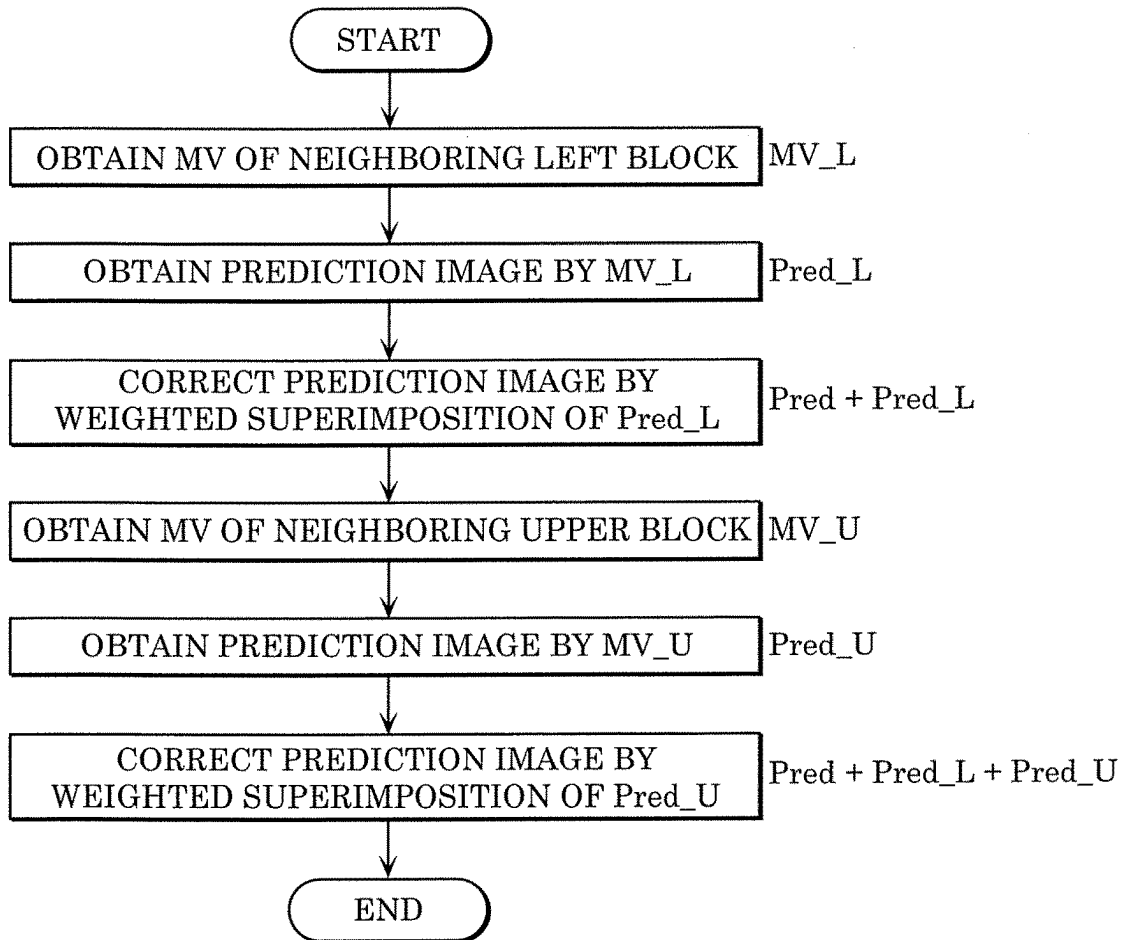 START
OBTAIN MV OF NEIGHBORING LEFT BLOCK MV_L
OBTAIN PREDICTION IMAGE BY MV_L Pred_L
CORRECT PREDICTION IMAGE BY
WEIGHTED SUPERIMPOSITION OF Pred_L
Pred + Pred_L
OBTAIN MV OF NEIGHBORING UPPER BLOCK MV_U
OBTAIN PREDICTION IMAGE BY MV_U Pred_U
CORRECT PREDICTION IMAGE BY
WEIGHTED SUPERIMPOSITION OF Pred_U
Pred + Pred_L + Pred_U
END